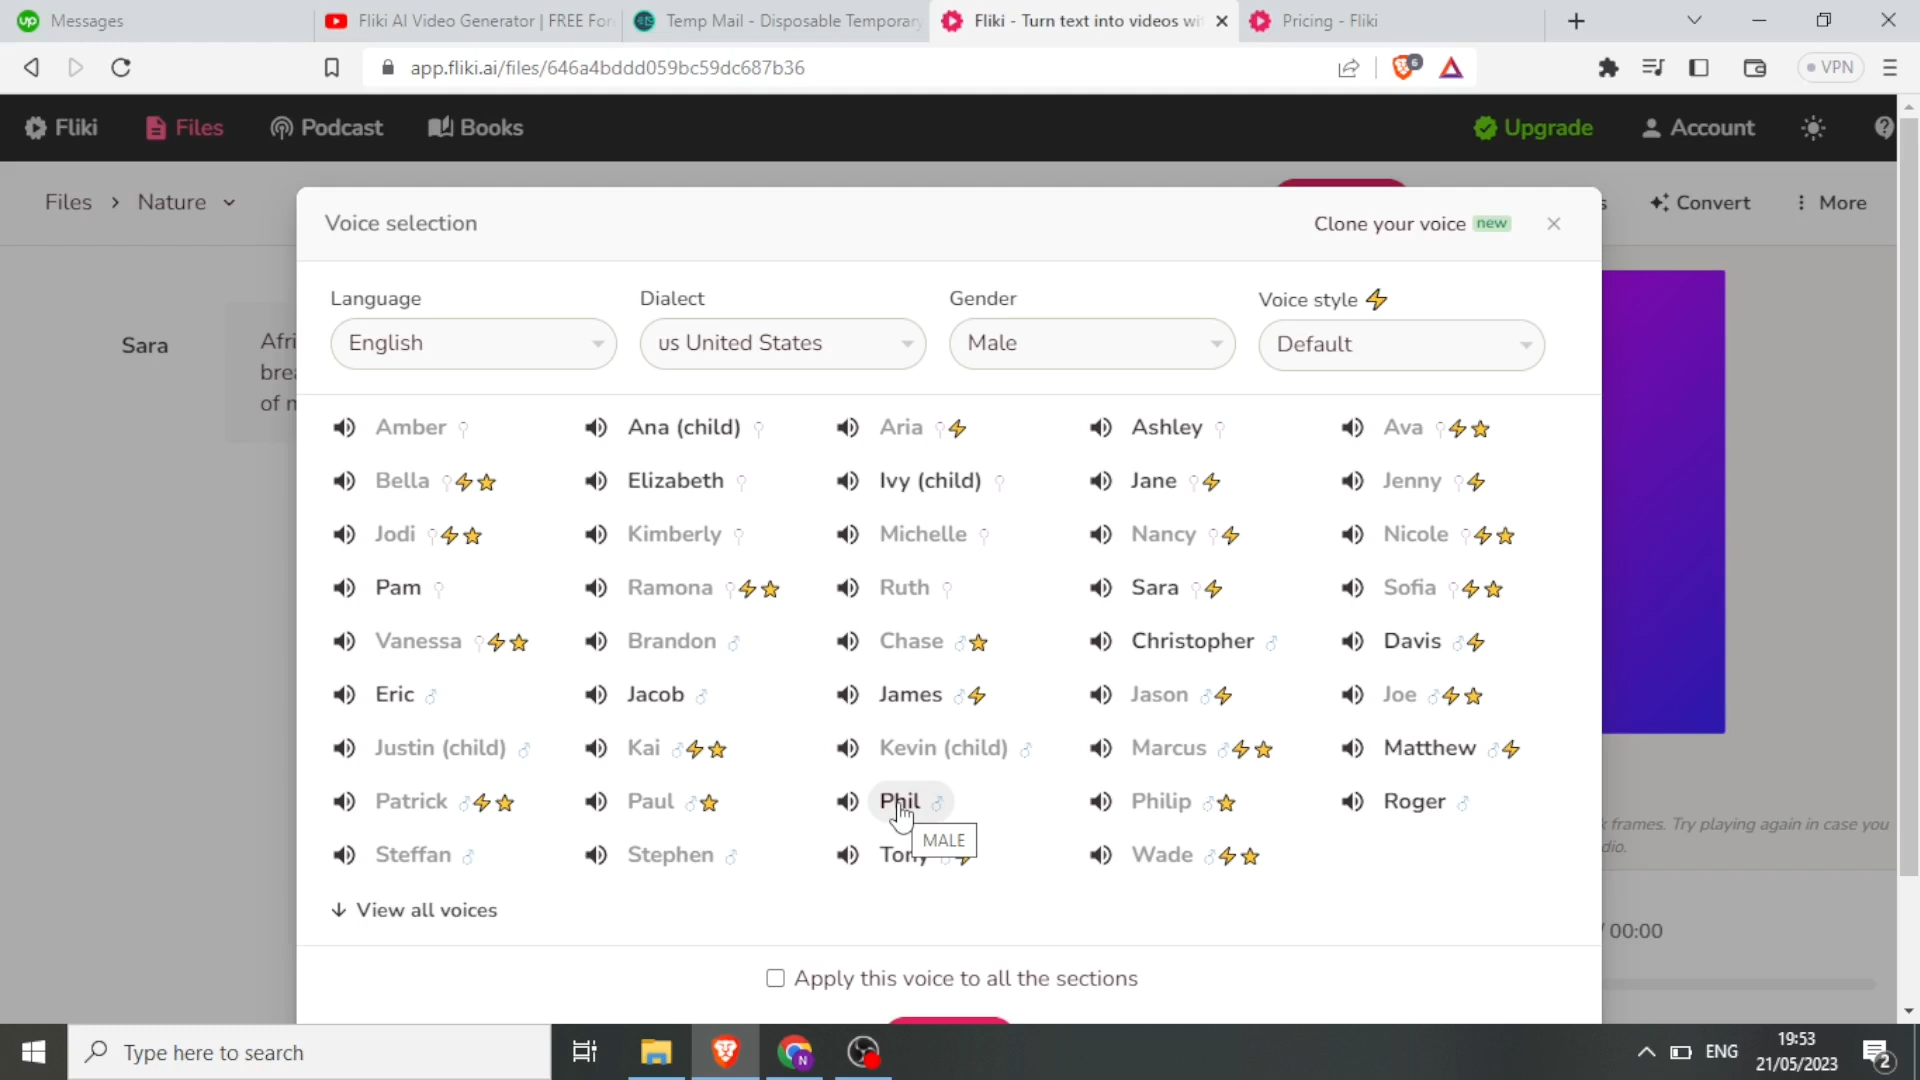 Messages
Fliki AI Video Generator | FREE For
Temp Mail - Disposable Temporary
Fliki - Turn text into videos wi
Pricing - Fliki
app.fliki.ai/files/646a4bddd059bc59dc687b36
6
VPN
Fliki
Files
Podcast
Books
Upgrade
Account
Files > Nature
Convert
More
Voice selection
Clone your voice new
Language
Dialect
Gender
Voice style
English
us United States
Male
Default
Sara
Afri
brea
of n
Amber
Ana (child)
Aria
Ashley
Ava
Bella
Elizabeth
Ivy (child)
Jane
Jenny
Jodi
Kimberly
Michelle
Nancy
Nicole
Pam
Ramona
Ruth
Sara
Sofia
Vanessa
Brandon
Chase
Christopher
Davis
Eric
Jacob
James
Jason
Joe
Justin (child)
Kai
Kevin (child)
Marcus
Matthew
Patrick
Paul
Phil
Philip
Roger
MALE
Steffan
Stephen
Tony
Wade
frames. Try playing again in case you
dio.
View all voices
/ 00:00
Apply this voice to all the sections
Type here to search
N
ENG
19:53
21/05/2023
2